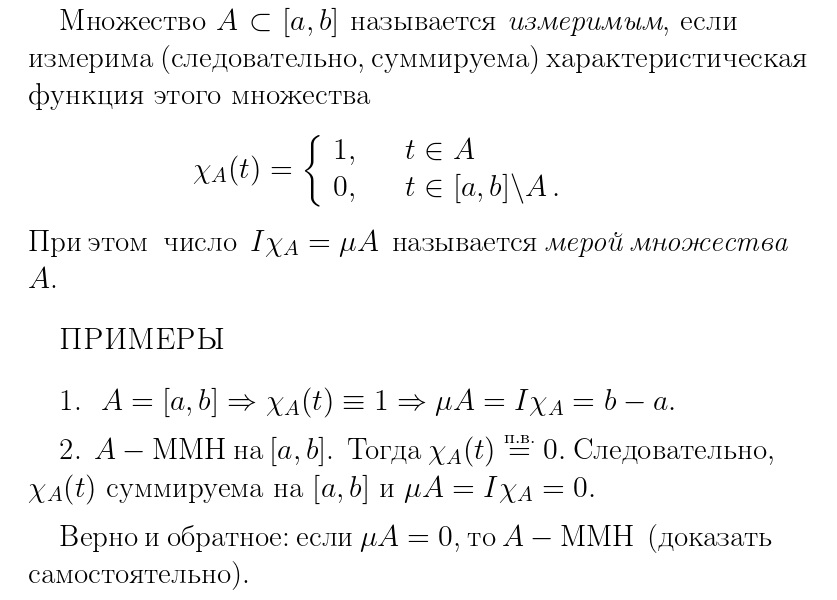 Множество A ⊂ [a, b] называется измеримым, если
измерима (следовательно, суммируема) характеристическая
функция этого множества
χ_A(t) = { 1, t ∈ A
0, t ∈ [a, b]\A .
При этом число Iχ_A = μA называется мерой множества
A.
ПРИМЕРЫ
1. A = [a, b] ⇒ χ_A(t) ≡ 1 ⇒ μA = Iχ_A = b − a.
2. A − ММН на [a, b]. Тогда χ_A(t) п.в. = 0. Следовательно,
χ_A(t) суммируема на [a, b] и μA = Iχ_A = 0.
Верно и обратное: если μA = 0, то A − ММН (доказать
самостоятельно).